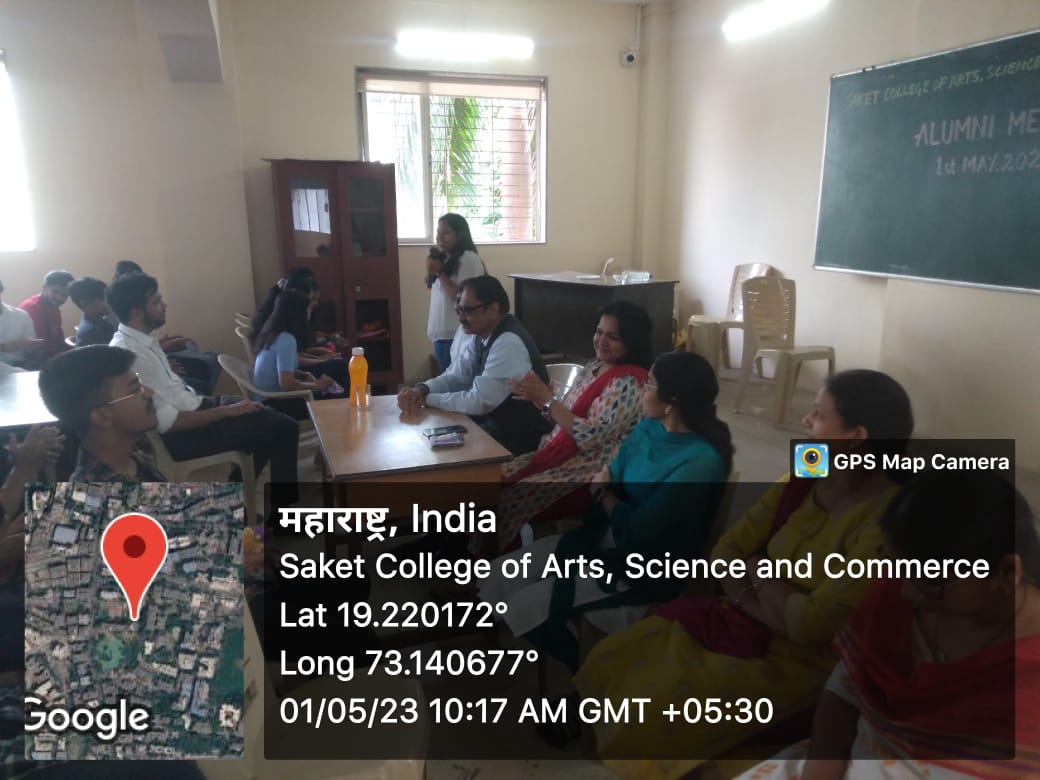 SAKET COLLEGE OF ARTS, SCIENCE
ALUMNI ME
1st MAY.202
GPS Map Camera
महाराष्ट्र, India
Saket College of Arts, Science and Commerce
Lat 19.220172°
Long 73.140677°
01/05/23 10:17 AM GMT +05:30
Google